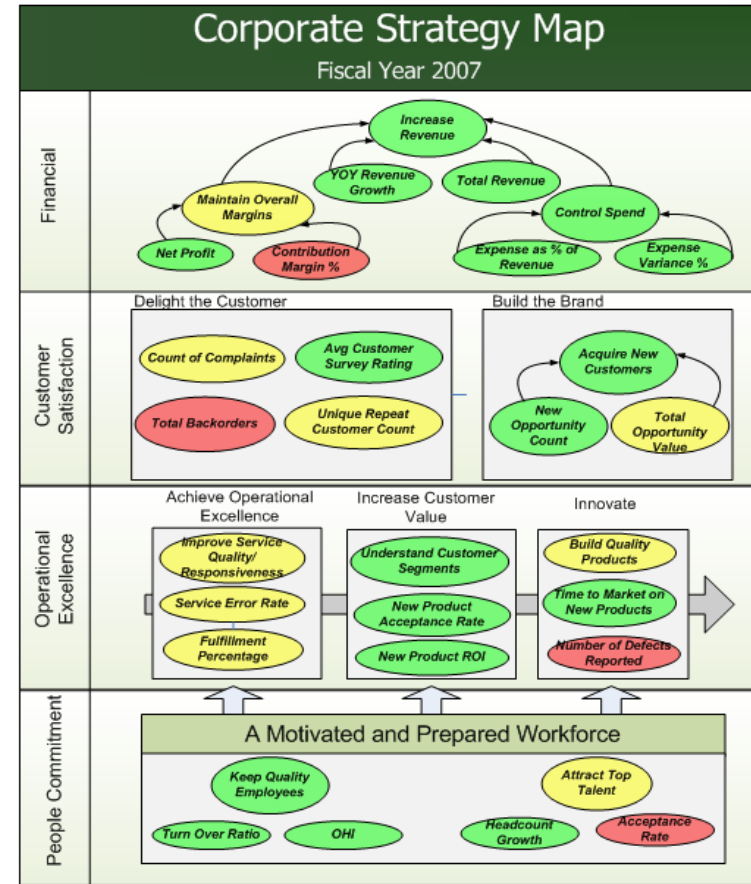 Corporate Strategy Map
Fiscal Year 2007
Financial
Increase
Revenue
YOY Revenue
Growth
Total Revenue
Maintain Overall
Margins
Control Spend
Net Profit
Contribution
Margin %
Expense as % of
Revenue
Expense
Variance %
Customer
Satisfaction
Delight the Customer
Count of Complaints
Avg Customer
Survey Rating
Total Backorders
Unique Repeat
Customer Count
Build the Brand
Acquire New
Customers
New
Opportunity
Count
Total
Opportunity
Value
Operational
Excellence
Achieve Operational
Excellence
Improve Service
Quality/
Responsiveness
Service Error Rate
Fulfillment
Percentage
Increase Customer
Value
Understand Customer
Segments
New Product
Acceptance Rate
New Product ROI
Innovate
Build Quality
Products
Time to Market on
New Products
Number of Defects
Reported
People Commitment
A Motivated and Prepared Workforce
Keep Quality
Employees
Turn Over Ratio
OHI
Attract Top
Talent
Headcount
Growth
Acceptance
Rate